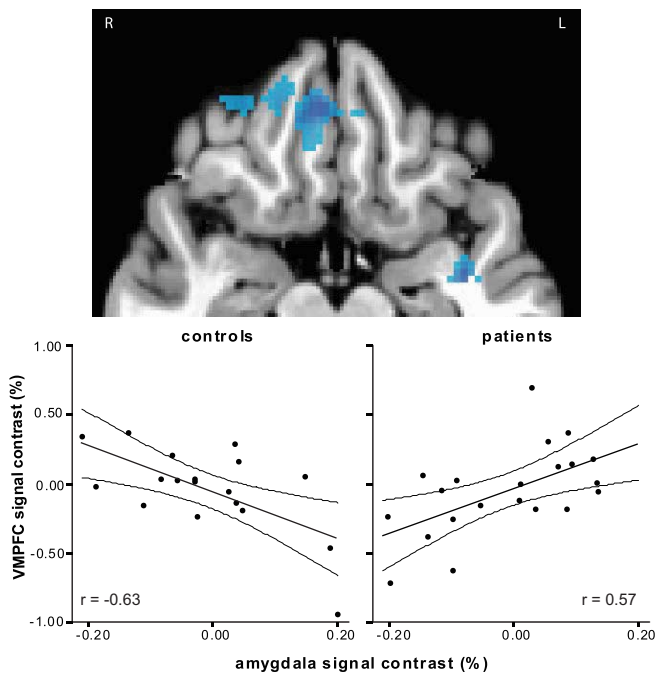 R L
controls patients
VMPFC signal contrast (%)
1.00
0.50
0.00
-0.50
-1.00
r = -0.63 r = 0.57
-0.20 0.00 0.20 -0.20 0.00 0.20
amygdala signal contrast (%)